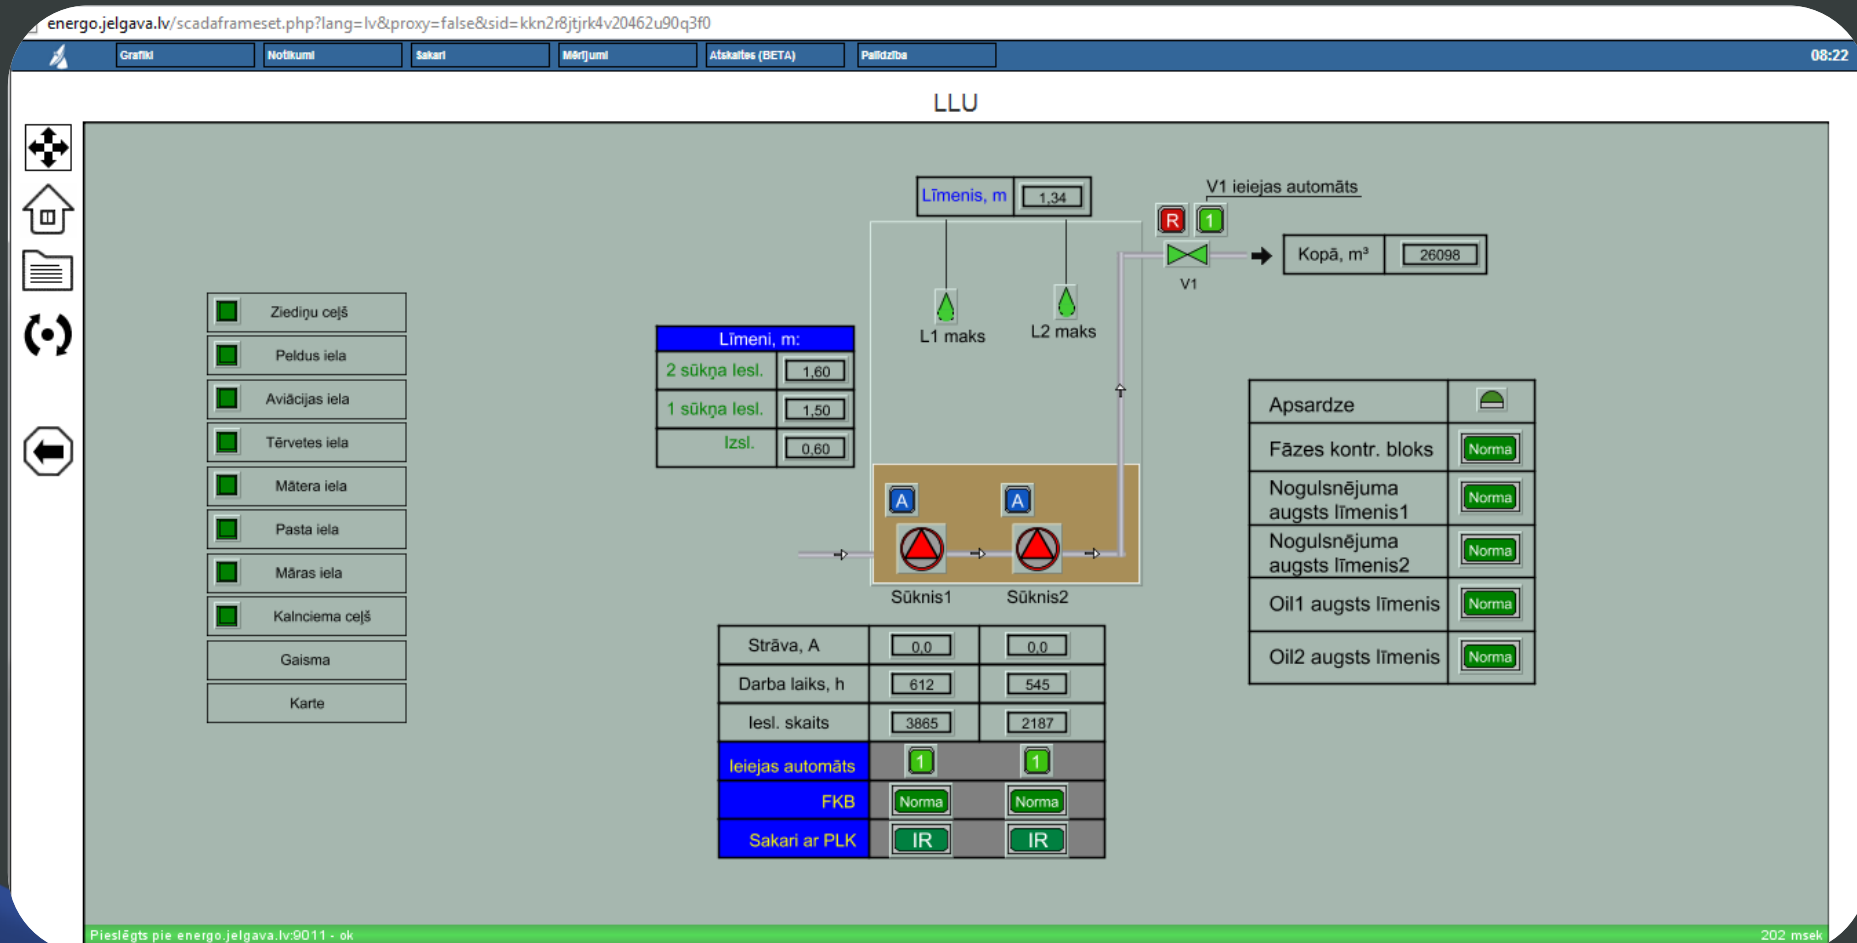 energo.jelgava.lv/scadaframeset.php?lang=lv&proxy=false&sid=kkn2r8jtjrk4v20462u90q3f0
Grafiki Notikumi Sakari Mērījumi Atskaites (BETA) Palīdzība 08:22
LLU
Līmenis, m 1,34
V1 ieiejas automāts
R 1
Kopā, m³ 26098
V1
L1 maks L2 maks
Ziediņu ceļš
Peldus iela
Aviācijas iela
Tērvetes iela
Mātera iela
Pasta iela
Māras iela
Kalnciema ceļš
Gaisma
Karte
Līmeni, m:
2 sūkņa Iesl. 1,60
1 sūkņa Iesl. 1,50
Izsl. 0,60
A A
Sūknis1 Sūknis2
Strāva, A 0,0 0,0
Darba laiks, h 612 545
Iesl. skaits 3865 2187
Ieiejas automāts 1 1
FKB Norma Norma
Sakari ar PLK IR IR
Apsardze
Fāzes kontr. bloks Norma
Nogulsnējuma
augsts līmenis1 Norma
Nogulsnējuma
augsts līmenis2 Norma
Oil1 augsts līmenis Norma
Oil2 augsts līmenis Norma
Pieslēgts pie energo.jelgava.lv:9011 - ok 202 msek